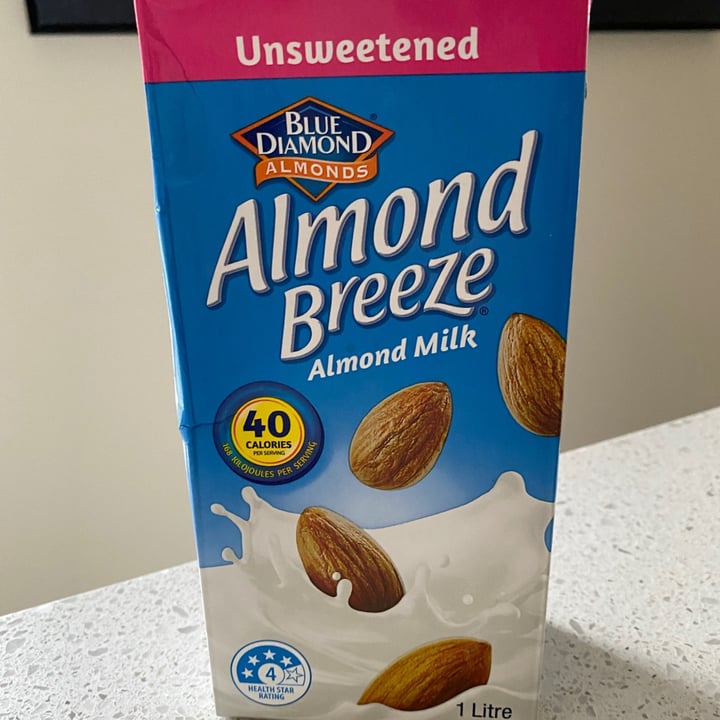 Unsweetened
BLUE
DIAMOND®
ALMONDS
Almond
Breeze®
Almond Milk
40
CALORIES
PER SERVING
168 KILOJOULES PER SERVING
4
HEALTH STAR
RATING
1 Litre